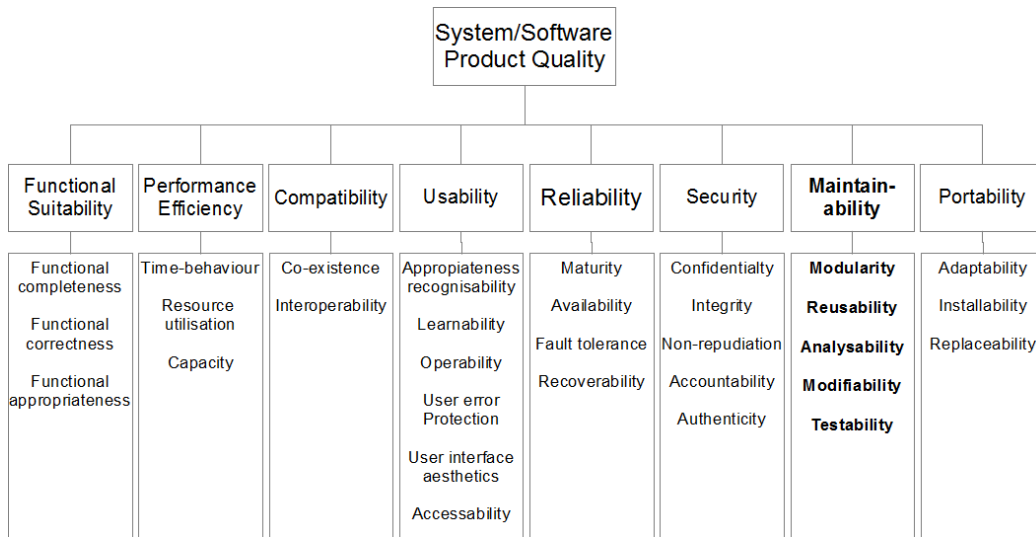 System/Software
Product Quality
Functional
Suitability
Performance
Efficiency
Compatibility
Usability
Reliability
Security
Maintain-
ability
Portability
Functional
completeness
Functional
correctness
Functional
appropriateness
Time-behaviour
Resource
utilisation
Capacity
Co-existence
Interoperability
Appropiateness
recognisability
Learnability
Operability
User error
Protection
User interface
aesthetics
Accessability
Maturity
Availability
Fault tolerance
Recoverability
Confidentialty
Integrity
Non-repudiation
Accountability
Authenticity
Modularity
Reusability
Analysability
Modifiability
Testability
Adaptability
Installability
Replaceability